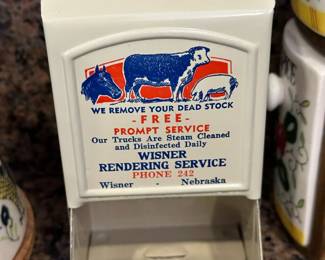 WE REMOVE YOUR DEAD STOCK
- FREE -
PROMPT SERVICE
Our Trucks Are Steam Cleaned
and Disinfected Daily
WISNER
RENDERING SERVICE
PHONE 242
Wisner - Nebraska